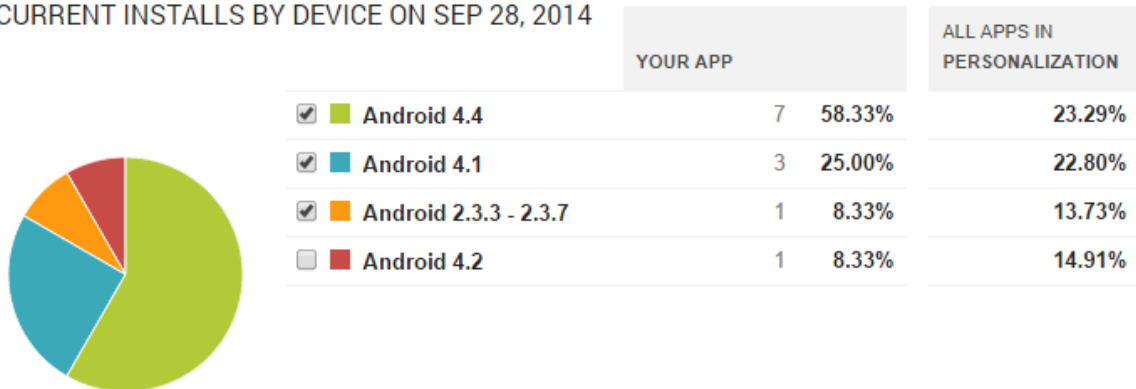 CURRENT INSTALLS BY DEVICE ON SEP 28, 2014
YOUR APP
ALL APPS IN
PERSONALIZATION
Android 4.4 7 58.33% 23.29%
Android 4.1 3 25.00% 22.80%
Android 2.3.3 - 2.3.7 1 8.33% 13.73%
Android 4.2 1 8.33% 14.91%